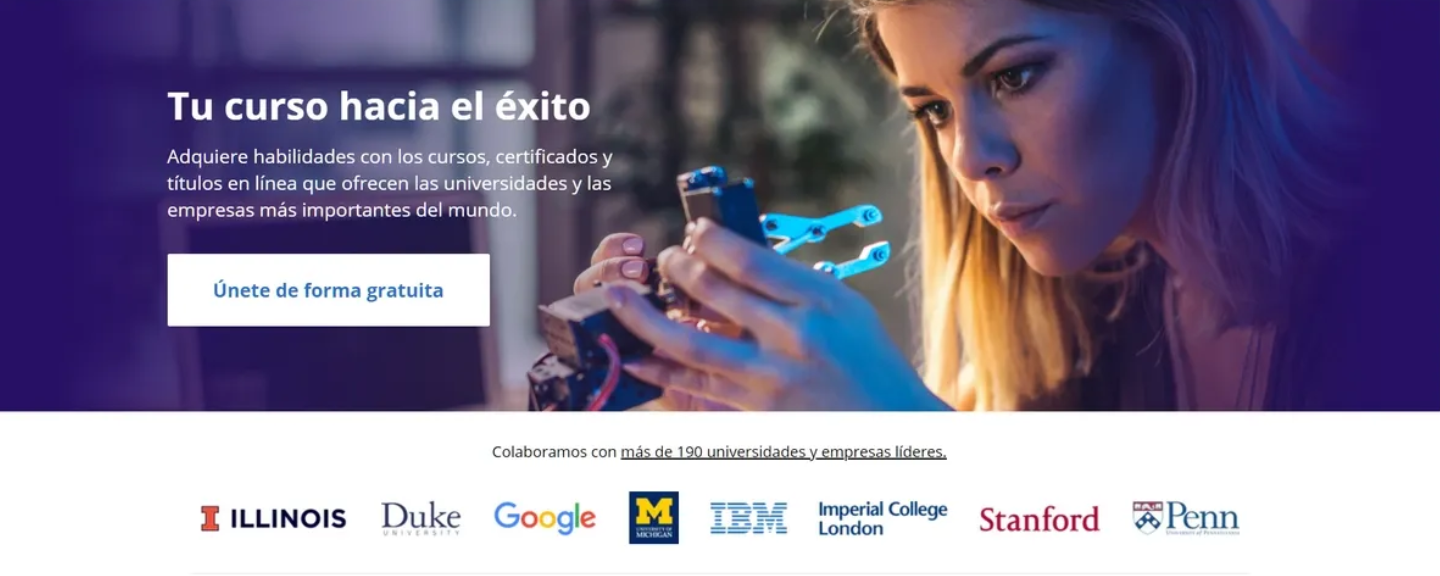 Tu curso hacia el éxito
Adquiere habilidades con los cursos, certificados y
títulos en línea que ofrecen las universidades y las
empresas más importantes del mundo.
Únete de forma gratuita
Colaboramos con más de 190 universidades y empresas líderes.
I ILLINOIS
Duke
UNIVERSITY
Google
M
UNIVERSITY OF
MICHIGAN
IBM
Imperial College
London
Stanford
Penn
University of Pennsylvania